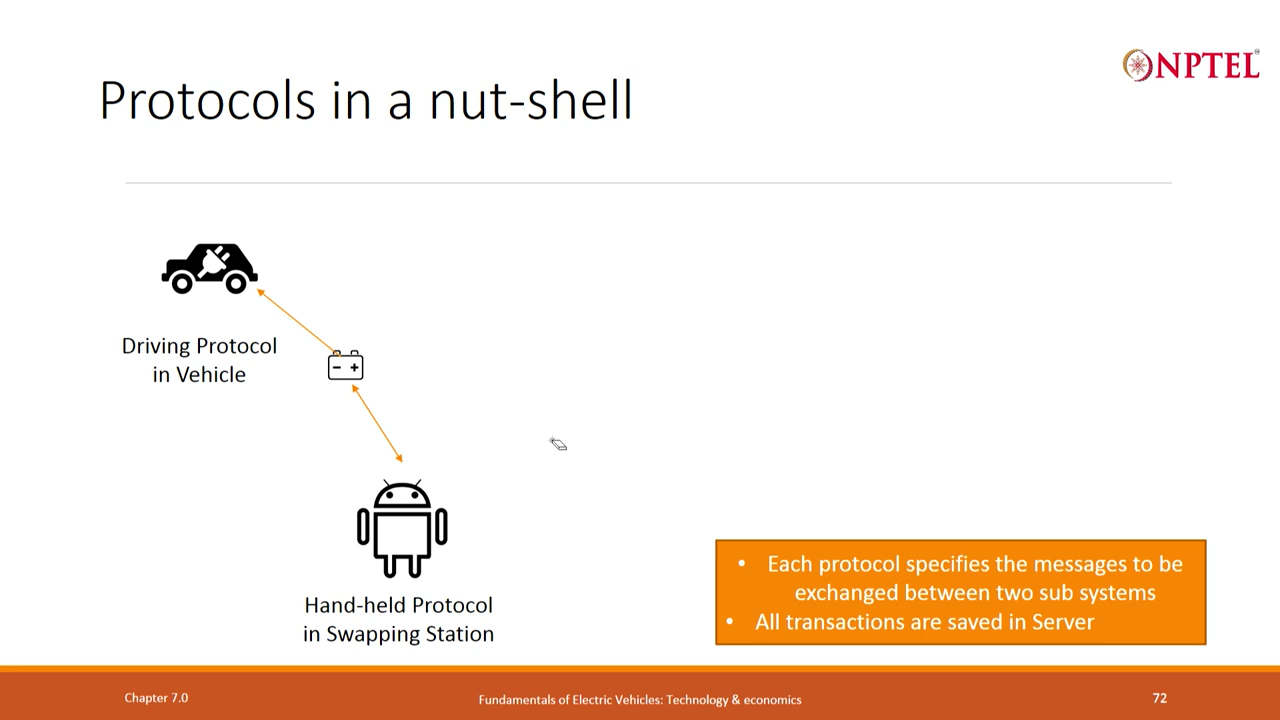 NPTEL
Protocols in a nut-shell
Driving Protocol
in Vehicle
Hand-held Protocol
in Swapping Station
• Each protocol specifies the messages to be
exchanged between two sub systems
• All transactions are saved in Server
Chapter 7.0
Fundamentals of Electric Vehicles: Technology & economics
72